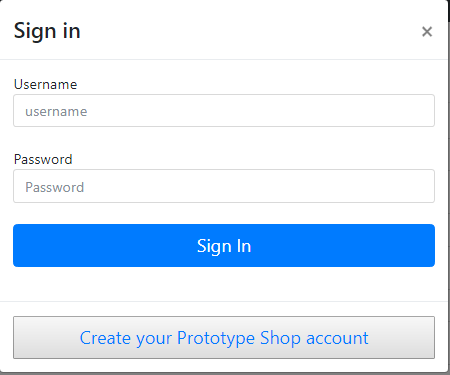 Sign in
×
Username
username
Password
Password
Sign In
Create your Prototype Shop account